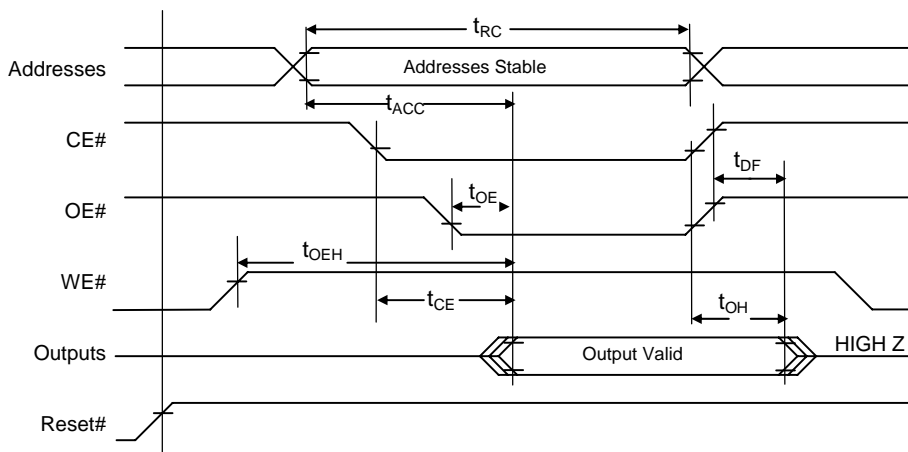 tRC
Addresses
Addresses Stable
tACC
CE#
tDF
OE#
tOE
tOEH
WE#
tCE
tOH
Outputs
Output Valid
HIGH Z
Reset#